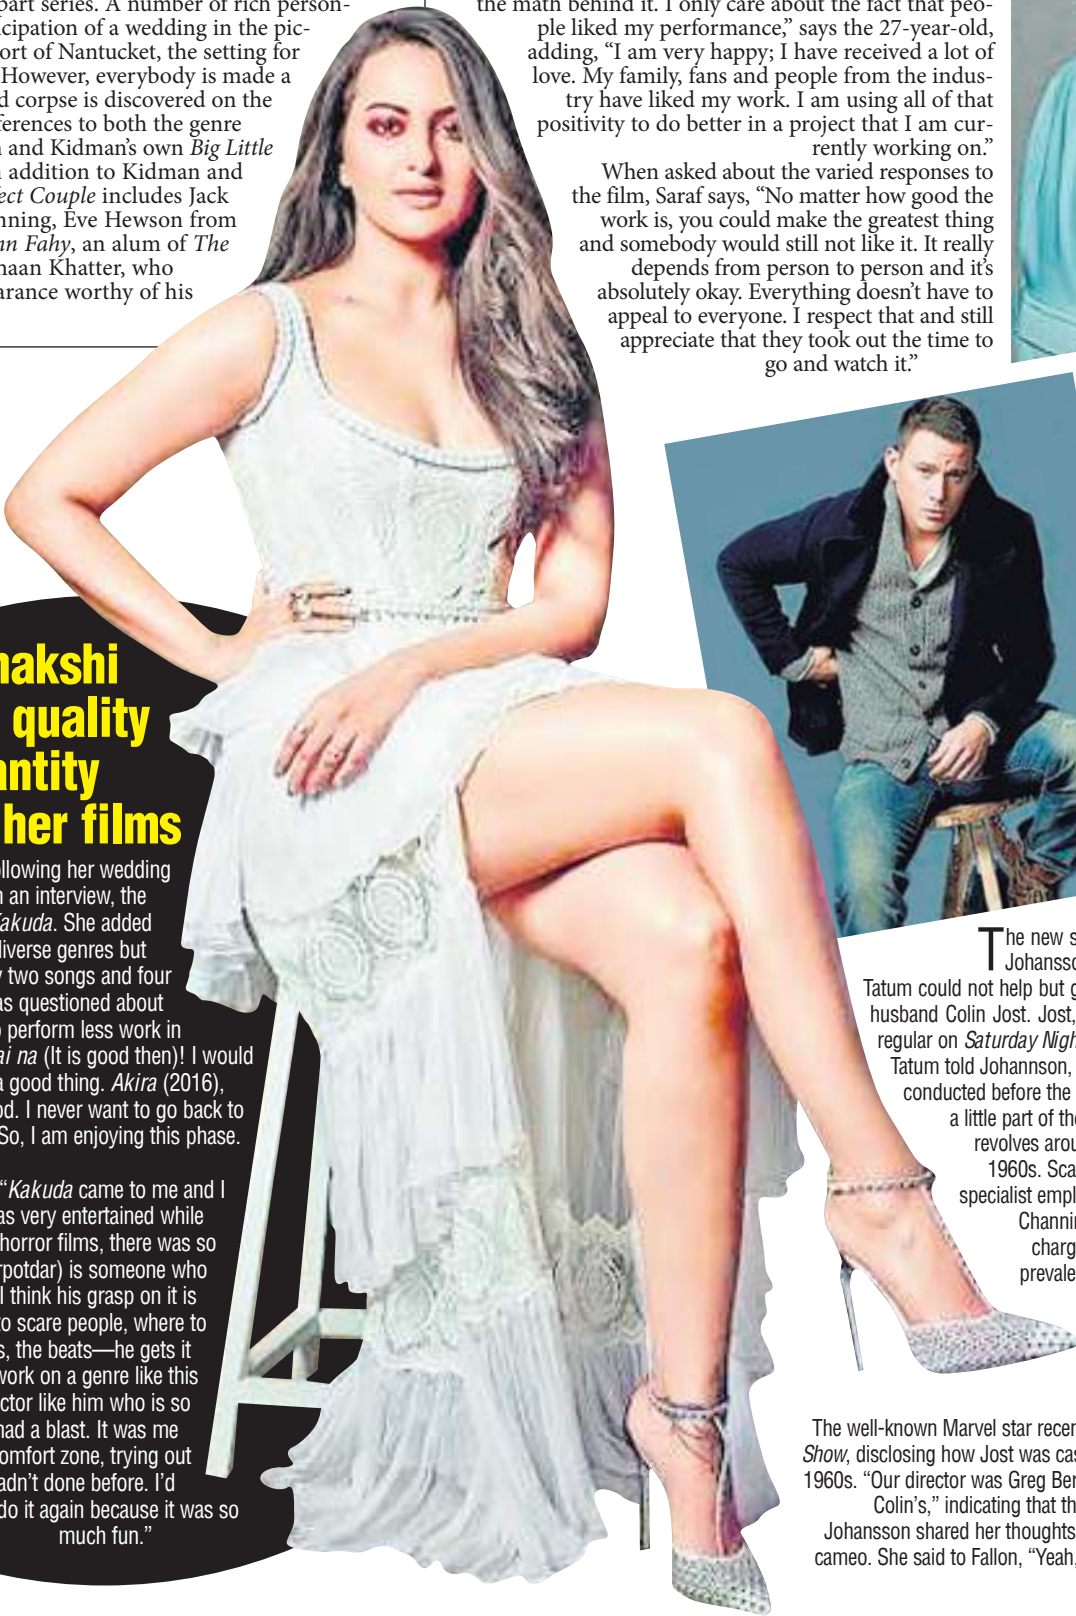 part series. A number of rich person-
cipation of a wedding in the pic-
ort of Nantucket, the setting for
However, everybody is made a
d corpse is discovered on the
ferences to both the genre
and Kidman's own Big Little
addition to Kidman and
fect Couple includes Jack
nning, Eve Hewson from
nn Fahy, an alum of The
haan Khatter, who
arance worthy of his
the math behind it. I only care about the fact that peo-
ple liked my performance,” says the 27-year-old,
adding, “I am very happy; I have received a lot of
love. My family, fans and people from the indus-
try have liked my work. I am using all of that
positivity to do better in a project that I am cur-
rently working on.”
When asked about the varied responses to
the film, Saraf says, “No matter how good the
work is, you could make the greatest thing
and somebody would still not like it. It really
depends from person to person and it's
absolutely okay. Everything doesn't have to
appeal to everyone. I respect that and still
appreciate that they took out the time to
go and watch it.”
nakshi
quality
antity
her films
ollowing her wedding
n an interview, the
Kakuda. She added
diverse genres but
y two songs and four
as questioned about
o perform less work in
ai na (It is good then)! I would
a good thing. Akira (2016),
od. I never want to go back to
So, I am enjoying this phase.
“Kakuda came to me and I
as very entertained while
horror films, there was so
rpotdar) is someone who
I think his grasp on it is
to scare people, where to
s, the beats—he gets it
work on a genre like this
ctor like him who is so
had a blast. It was me
omfort zone, trying out
adn't done before. I'd
do it again because it was so
much fun.”
The new s
Johansso
Tatum could not help but g
husband Colin Jost. Jost,
regular on Saturday Nigh
Tatum told Johannson,
conducted before the
a little part of the
revolves arou
1960s. Sca
specialist empl
Channin
charg
prevale
The well-known Marvel star recen
Show, disclosing how Jost was cas
1960s. “Our director was Greg Ber
Colin's,” indicating that th
Johansson shared her thoughts
cameo. She said to Fallon, “Yeah,